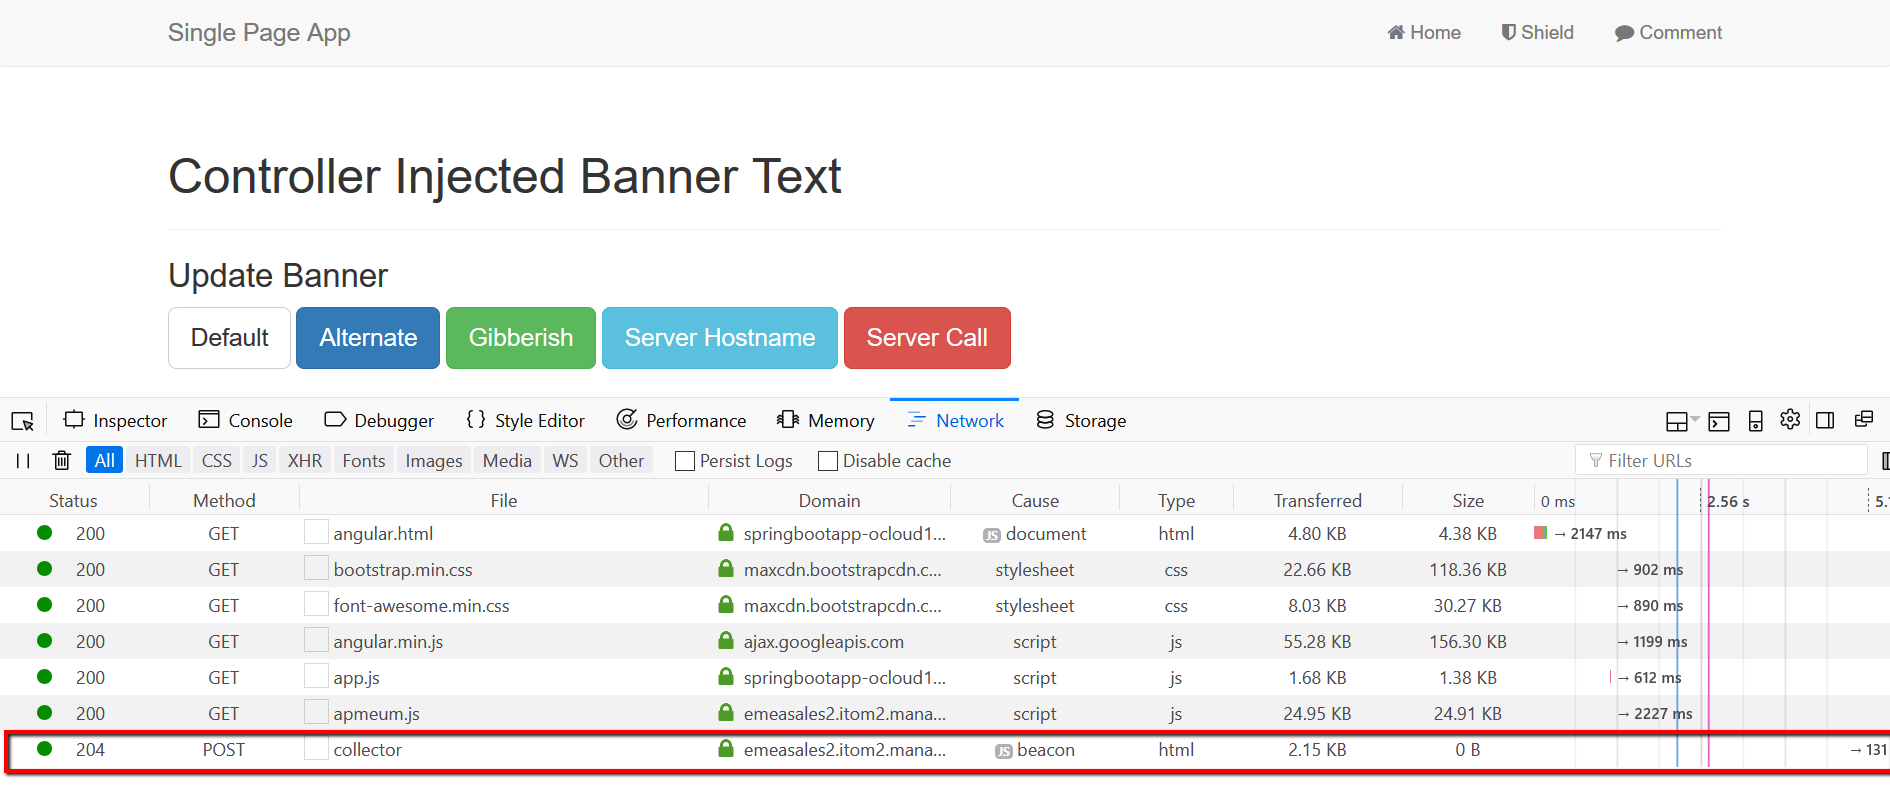 Single Page App Home Shield Comment
Controller Injected Banner Text
Update Banner
Default Alternate Gibberish Server Hostname Server Call
Inspector Console Debugger { } Style Editor Performance Memory Network Storage
All HTML CSS JS XHR Fonts Images Media WS Other Persist Logs Disable cache Filter URLs
Status Method File Domain Cause Type Transferred Size 0 ms 2.56 s 5.1
200 GET angular.html springbootapp-ocloud1... JS document html 4.80 KB 4.38 KB → 2147 ms
200 GET bootstrap.min.css maxcdn.bootstrapcdn.c... stylesheet css 22.66 KB 118.36 KB → 902 ms
200 GET font-awesome.min.css maxcdn.bootstrapcdn.c... stylesheet css 8.03 KB 30.27 KB → 890 ms
200 GET angular.min.js ajax.googleapis.com script js 55.28 KB 156.30 KB → 1199 ms
200 GET app.js springbootapp-ocloud1... script js 1.68 KB 1.38 KB → 612 ms
200 GET apmeum.js emeasales2.itom2.mana... script js 24.95 KB 24.91 KB → 2227 ms
204 POST collector emeasales2.itom2.mana... JS beacon html 2.15 KB 0 B → 131